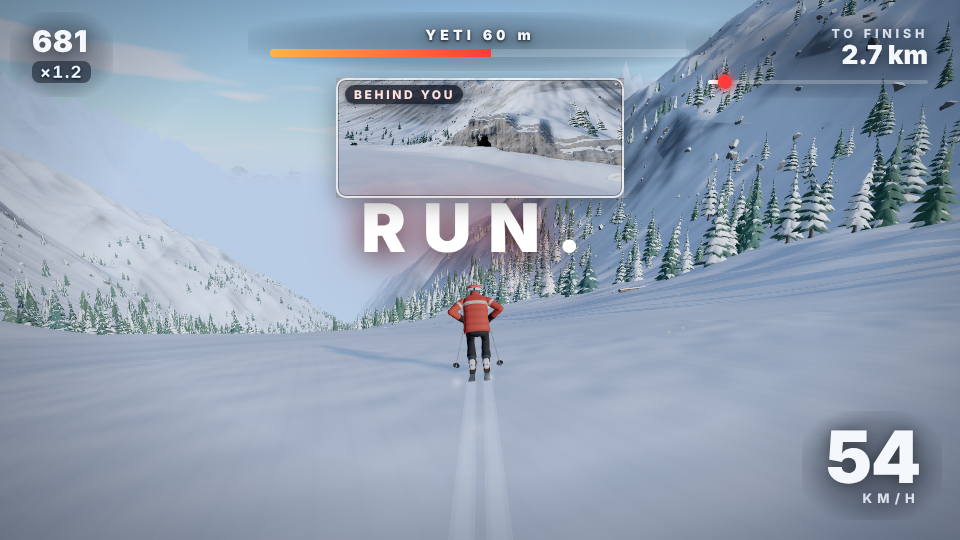 681
×1.2
YETI 60 m
TO FINISH
2.7 km
BEHIND YOU
RUN.
54
KM/H